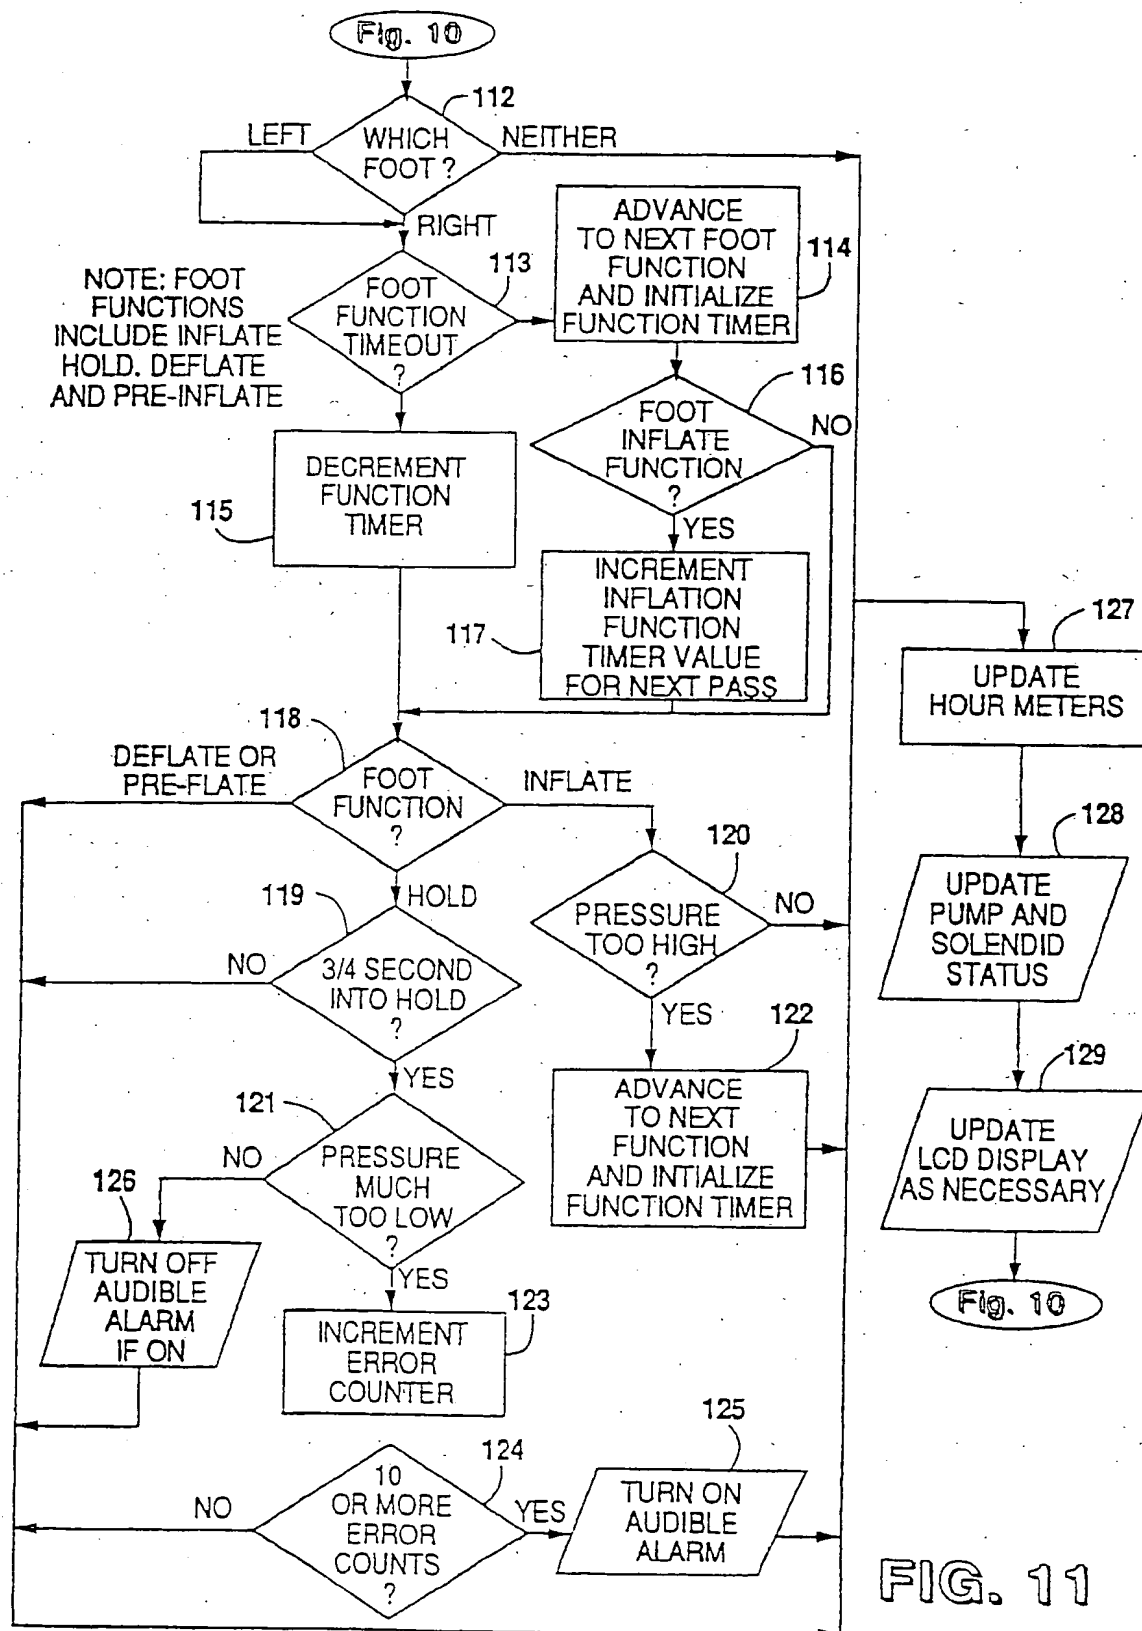 Fig. 10
112
LEFT
WHICH
FOOT ?
NEITHER
RIGHT
NOTE: FOOT
FUNCTIONS
INCLUDE INFLATE
HOLD. DEFLATE
AND PRE-INFLATE
113
FOOT
FUNCTION
TIMEOUT
?
ADVANCE
TO NEXT FOOT
FUNCTION
AND INITIALIZE
FUNCTION TIMER
114
116
FOOT
INFLATE
FUNCTION
?
NO
YES
115
DECREMENT
FUNCTION
TIMER
117
INCREMENT
INFLATION
FUNCTION
TIMER VALUE
FOR NEXT PASS
118
DEFLATE OR
PRE-FLATE
FOOT
FUNCTION
?
INFLATE
HOLD
119
NO
3/4 SECOND
INTO HOLD
?
YES
120
PRESSURE
TOO HIGH
?
NO
YES
122
ADVANCE
TO NEXT
FUNCTION
AND INTIALIZE
FUNCTION TIMER
121
NO
PRESSURE
MUCH
TOO LOW
?
YES
126
TURN OFF
AUDIBLE
ALARM
IF ON
123
INCREMENT
ERROR
COUNTER
124
NO
10
OR MORE
ERROR
COUNTS
?
YES
125
TURN ON
AUDIBLE
ALARM
127
UPDATE
HOUR METERS
128
UPDATE
PUMP AND
SOLENDID
STATUS
129
UPDATE
LCD DISPLAY
AS NECESSARY
Fig. 10
FIG. 11